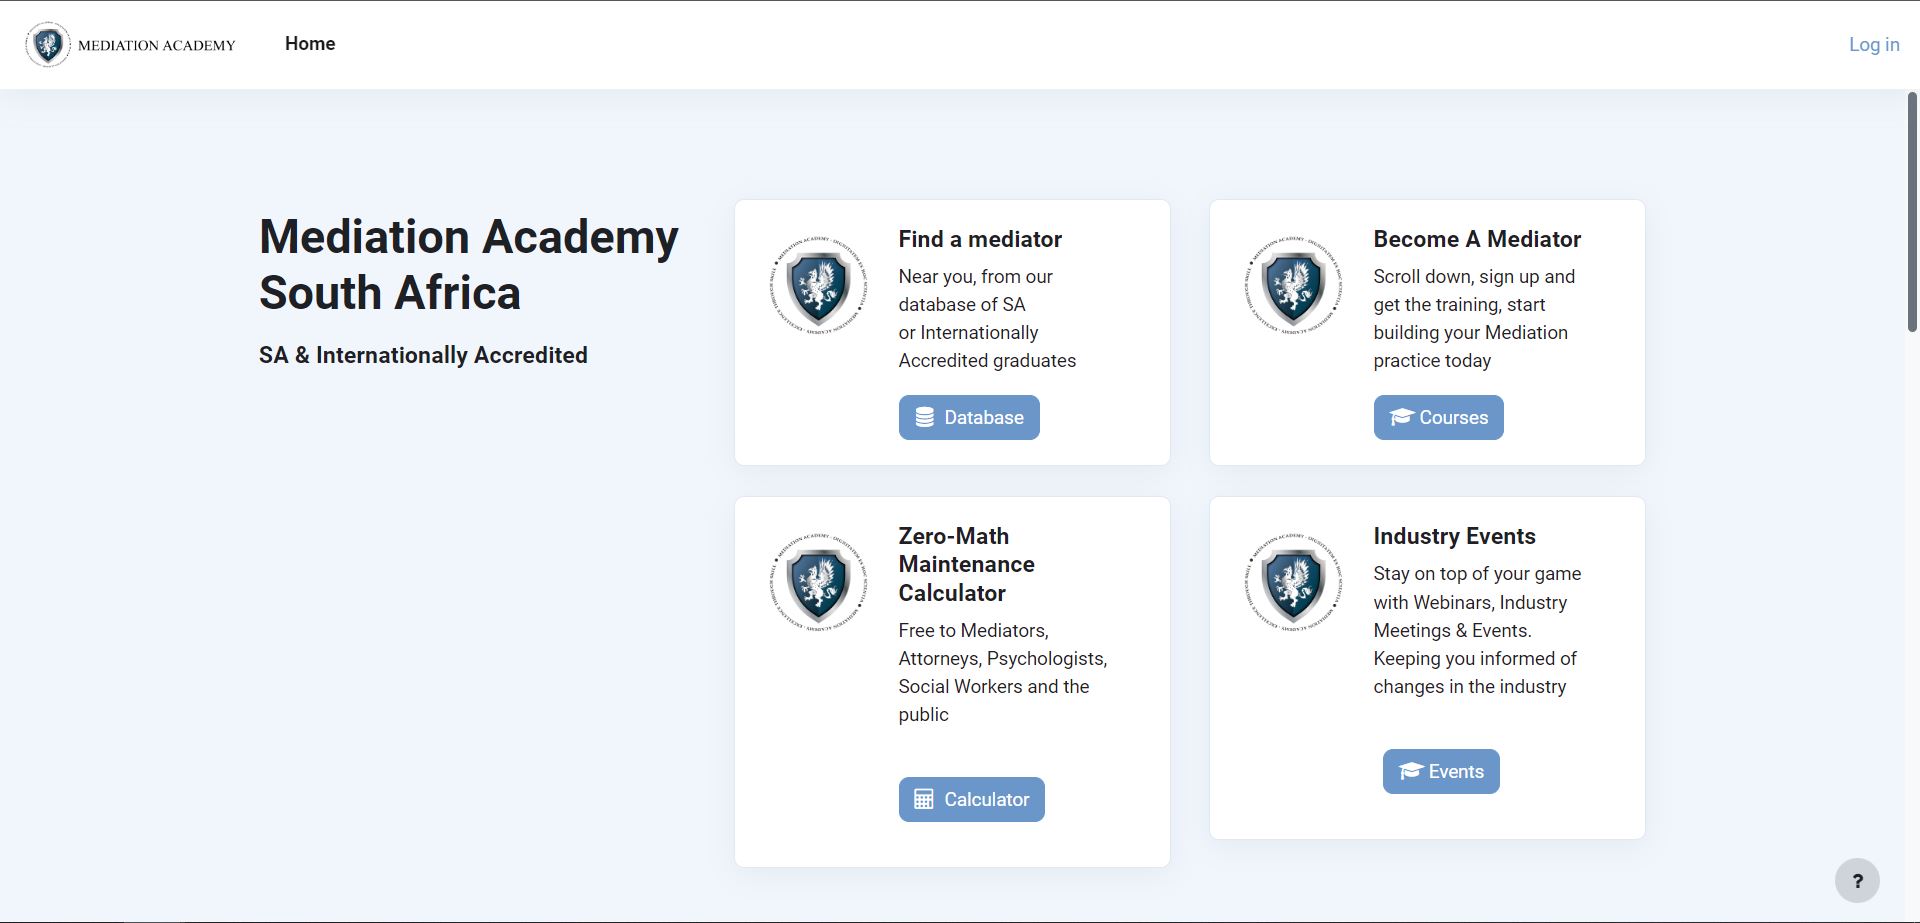 MEDIATION ACADEMY
Home
Log in
Mediation Academy
South Africa
SA & Internationally Accredited
Find a mediator
Near you, from our
database of SA
or Internationally
Accredited graduates
Database
Become A Mediator
Scroll down, sign up and
get the training, start
building your Mediation
practice today
Courses
Zero-Math
Maintenance
Calculator
Free to Mediators,
Attorneys, Psychologists,
Social Workers and the
public
Calculator
Industry Events
Stay on top of your game
with Webinars, Industry
Meetings & Events.
Keeping you informed of
changes in the industry
Events
?